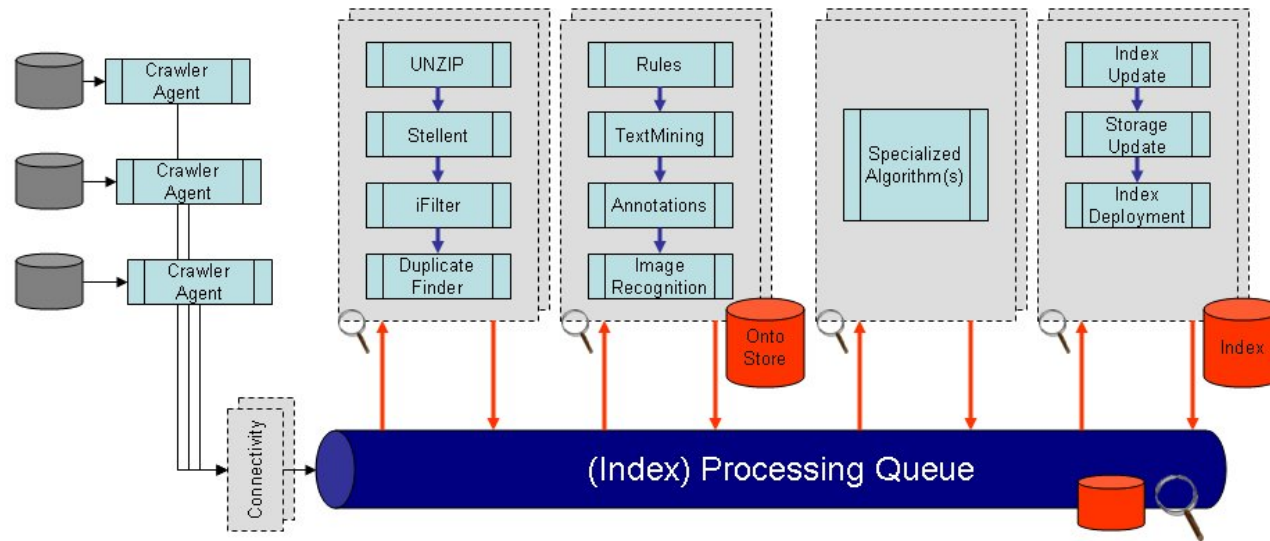 Crawler
Agent
Crawler
Agent
Crawler
Agent
Connectivity
UNZIP
Stellent
iFilter
Duplicate
Finder
Rules
TextMining
Annotations
Image
Recognition
Onto
Store
Specialized
Algorithm(s)
Index
Update
Storage
Update
Index
Deployment
Index
(Index) Processing Queue